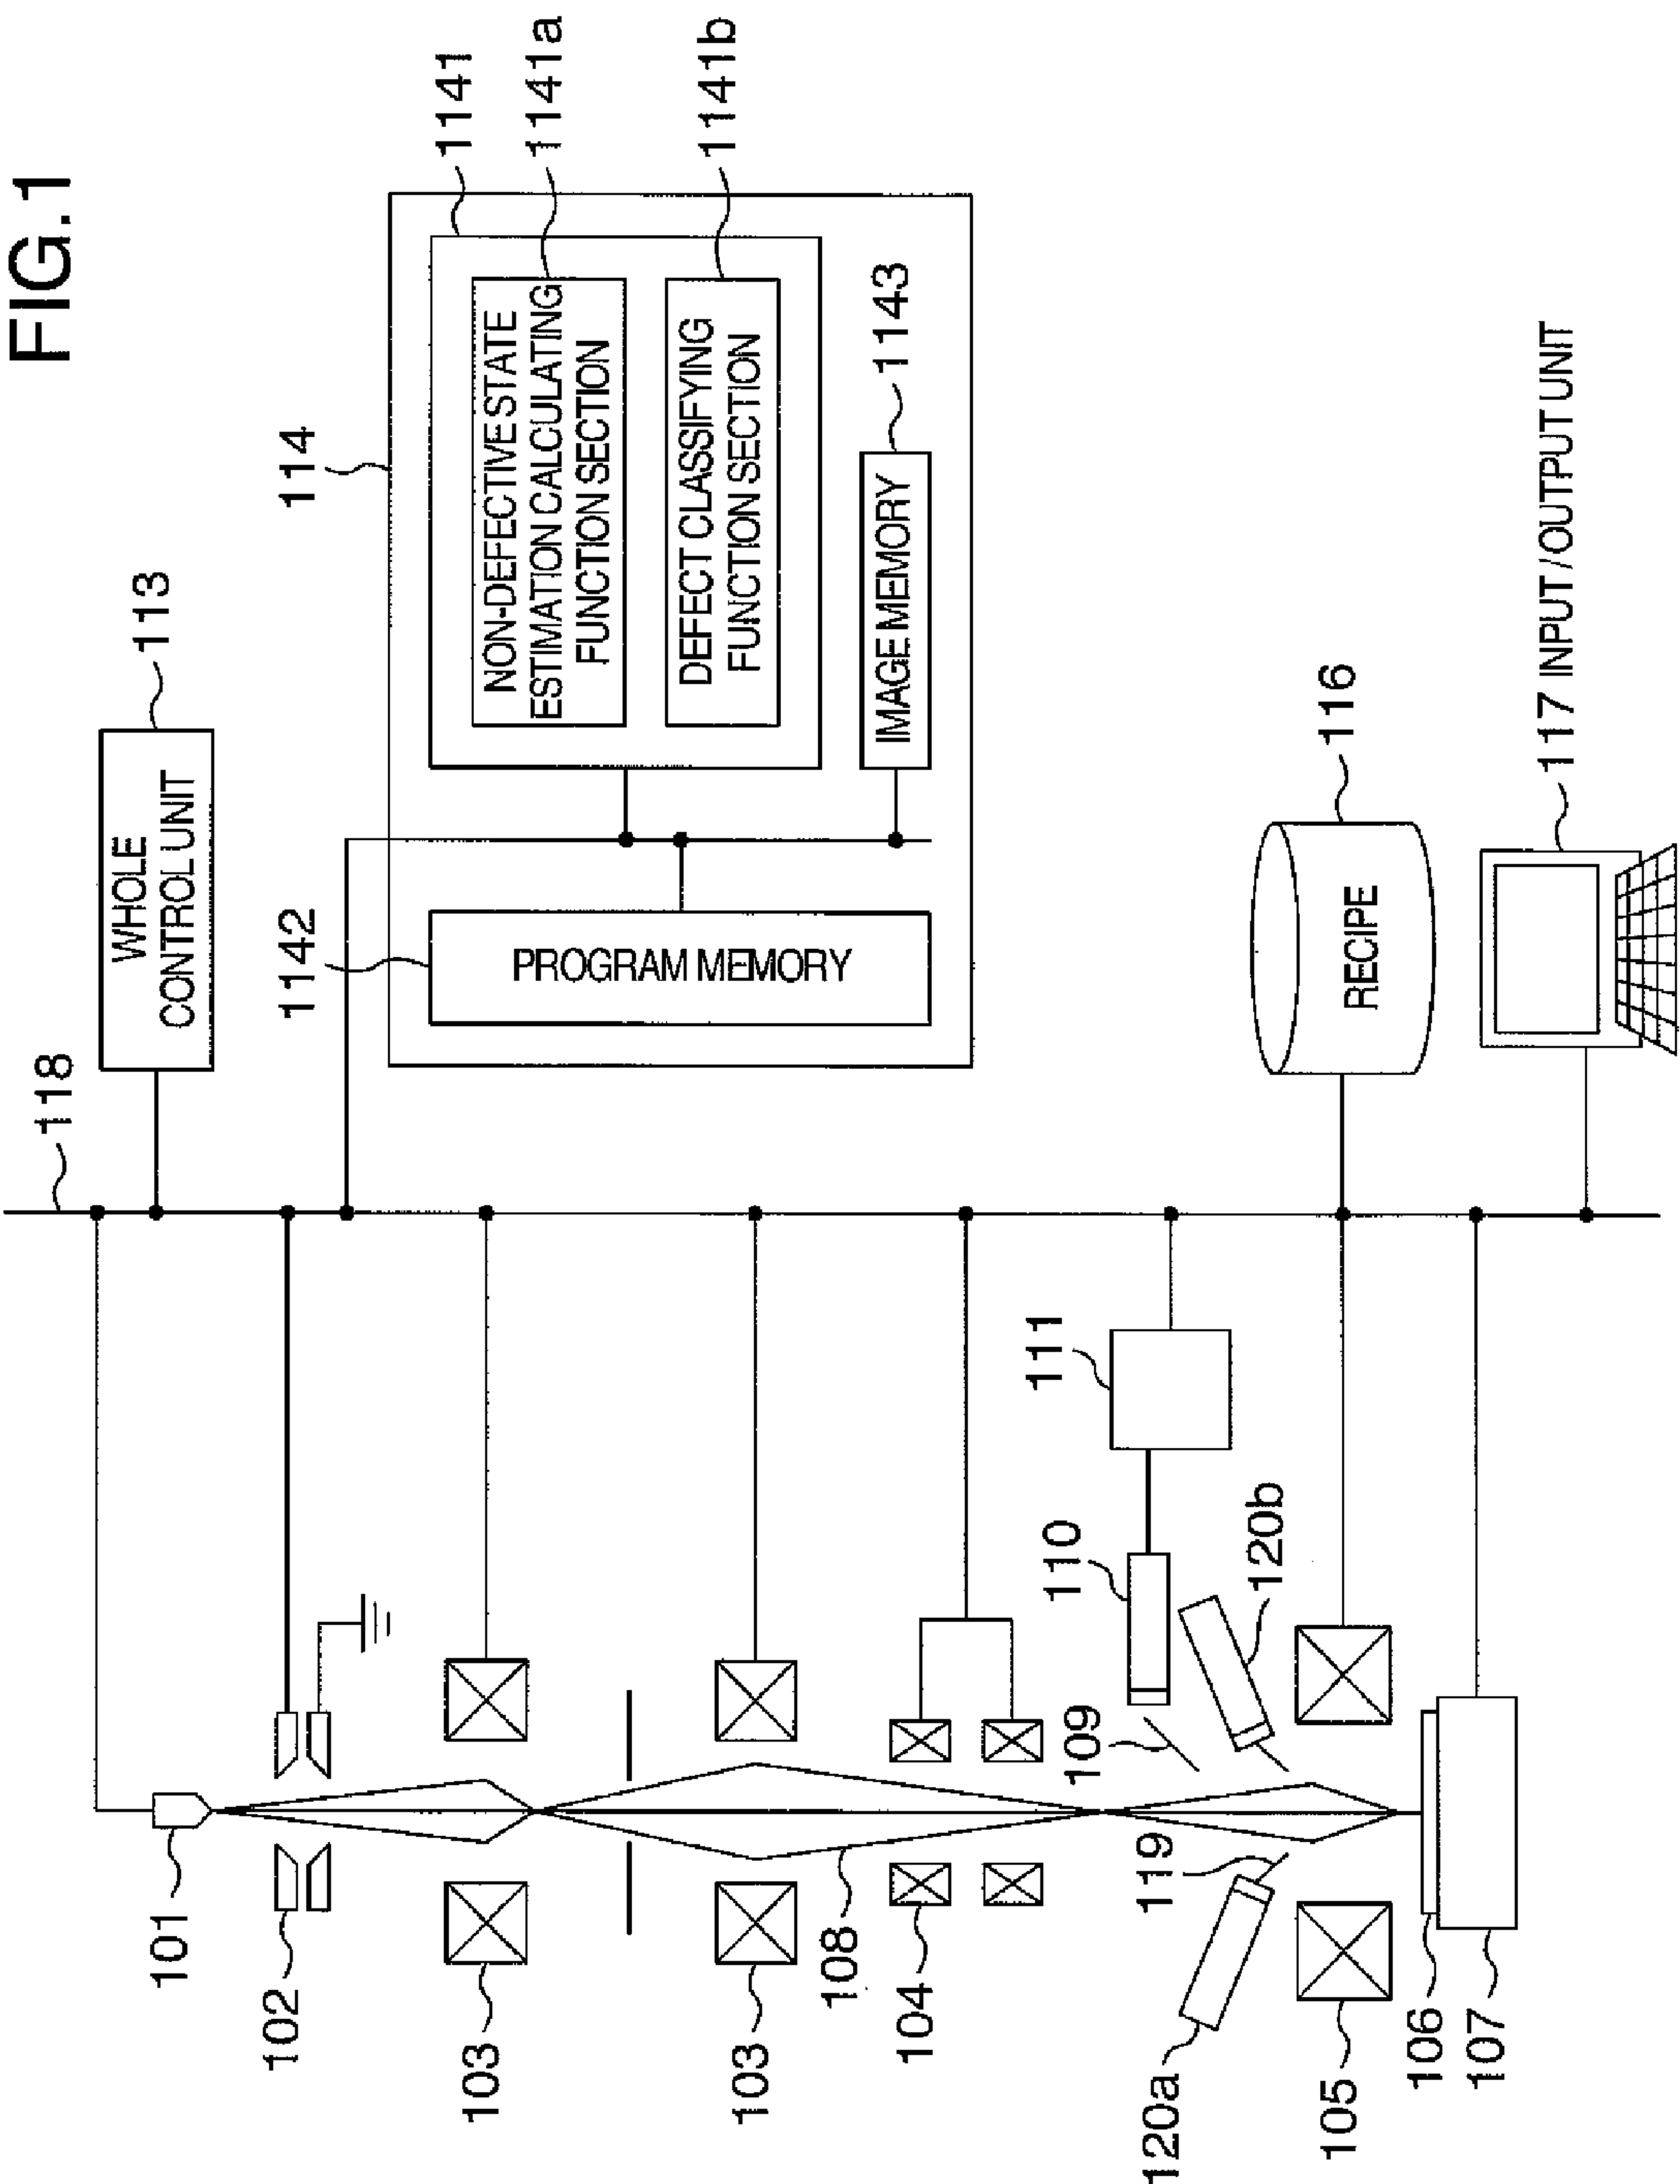 FIG.1
118
WHOLE
CONTROL UNIT
113
114
1141
1141a
1141b
NON-DEFECTIVE STATE
ESTIMATION CALCULATING
FUNCTION SECTION
DEFECT CLASSIFYING
FUNCTION SECTION
IMAGE MEMORY
1143
1142
PROGRAM MEMORY
116
RECIPE
117 INPUT / OUTPUT UNIT
101
102
103
103
108
104
109
110
111
119
120a
120b
105
106
107